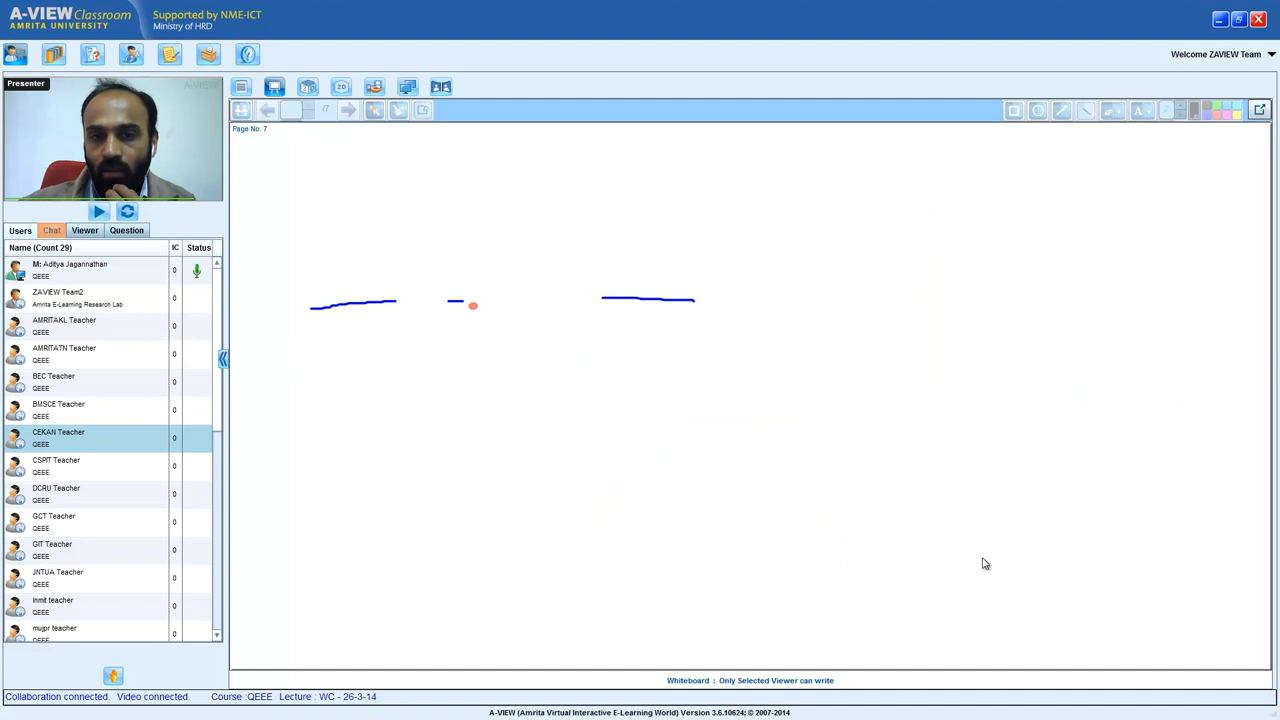 A-VIEW Classroom
AMRITA UNIVERSITY
Supported by NME-ICT
Ministry of HRD
Welcome ZAVIEW Team
Presenter
A-VIEW
2D
/7
A
2
Page No: 7
Users
Chat
Viewer
Question
Name (Count 29) IC Status
M: Aditya Jagannathan 0
QEEE
ZAVIEW Team2 0
Amrita E-Learning Research Lab
AMRITAKL Teacher 0
QEEE
AMRITATN Teacher 0
QEEE
BEC Teacher 0
QEEE
BMSCE Teacher 0
QEEE
CEKAN Teacher 0
QEEE
CSPIT Teacher 0
QEEE
DCRU Teacher 0
QEEE
GCT Teacher 0
QEEE
GIT Teacher 0
QEEE
JNTUA Teacher 0
QEEE
lnmit teacher 0
QEEE
mujpr teacher 0
QEEE
Whiteboard : Only Selected Viewer can write
Collaboration connected. Video connected. Course :QEEE Lecture : WC - 26-3-14
A-VIEW (Amrita Virtual Interactive E-Learning World) Version 3.6.10624; © 2007-2014